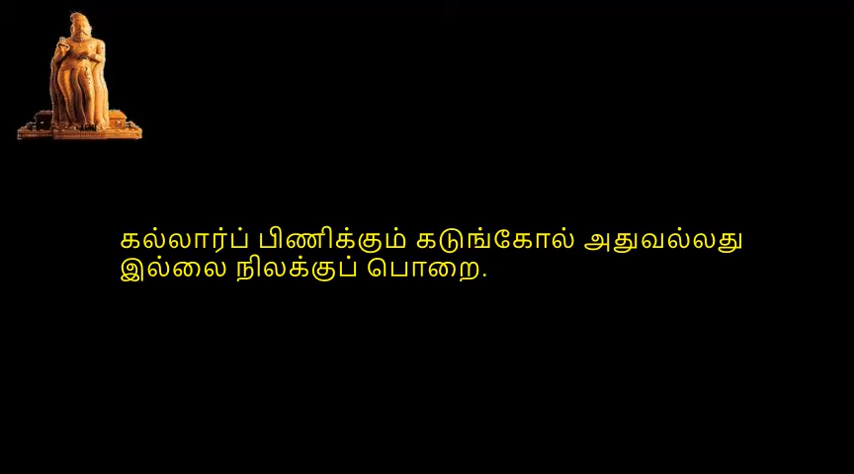 கல்லார்ப் பிணிக்கும் கடுங்கோல் அதுவல்லது
இல்லை நிலக்குப் பொறை.